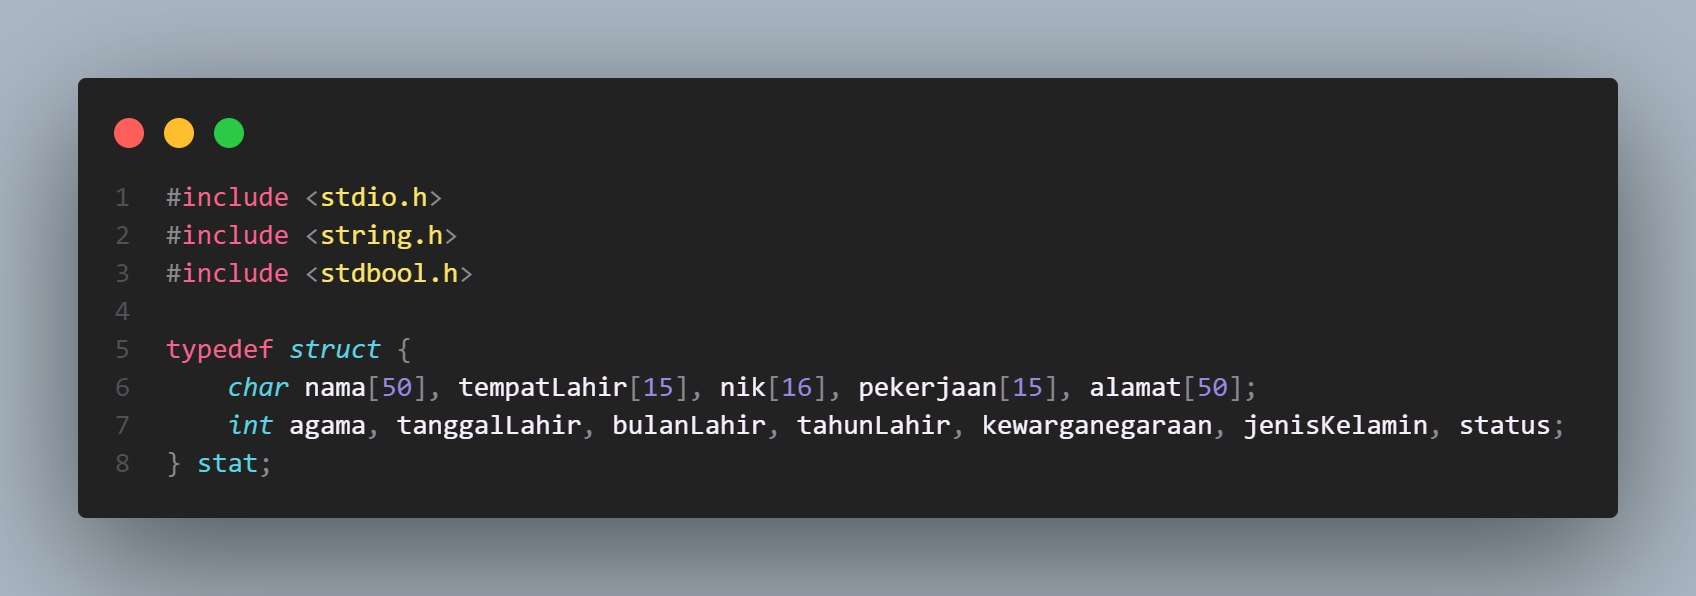 1 #include <stdio.h>
2 #include <string.h>
3 #include <stdbool.h>
4
5 typedef struct {
6     char nama[50], tempatLahir[15], nik[16], pekerjaan[15], alamat[50];
7     int agama, tanggalLahir, bulanLahir, tahunLahir, kewarganegaraan, jenisKelamin, status;
8 } stat;